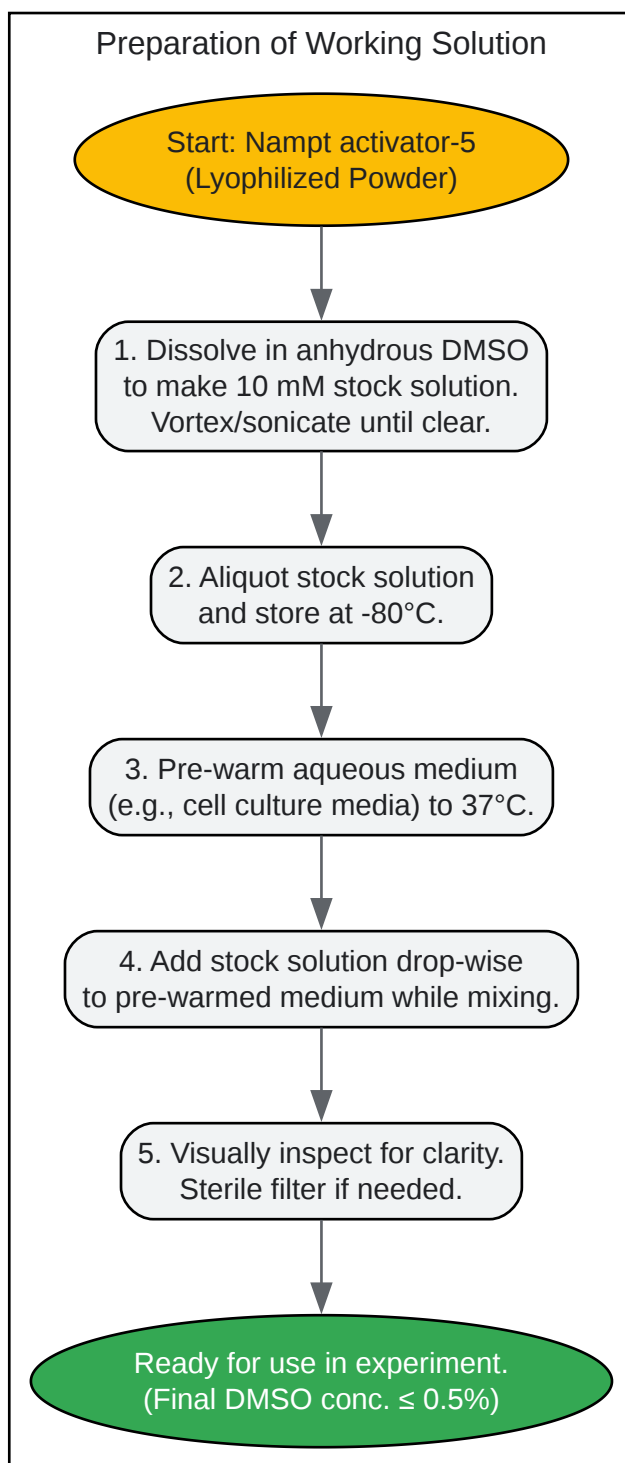 Preparation of Working Solution
Start: Nampt activator-5
(Lyophilized Powder)
1. Dissolve in anhydrous DMSO
to make 10 mM stock solution.
Vortex/sonicate until clear.
2. Aliquot stock solution
and store at -80°C.
3. Pre-warm aqueous medium
(e.g., cell culture media) to 37°C.
4. Add stock solution drop-wise
to pre-warmed medium while mixing.
5. Visually inspect for clarity.
Sterile filter if needed.
Ready for use in experiment.
(Final DMSO conc. ≤ 0.5%)